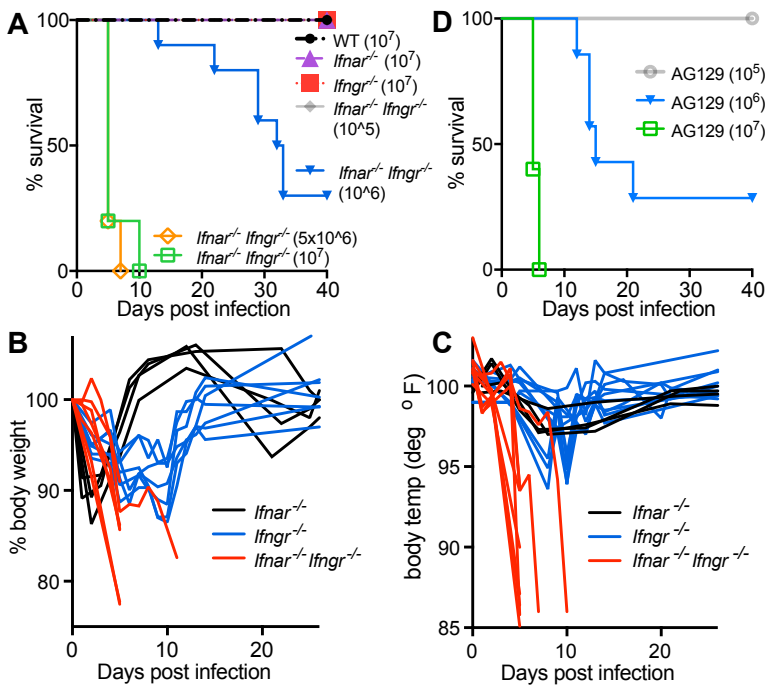 A
% survival
100
50
0
0
10
20
30
40
Days post infection
WT (10⁷)
Ifnar⁻/⁻ (10⁷)
Ifngr⁻/⁻ (10⁷)
Ifnar⁻/⁻ Ifngr⁻/⁻
(10^5)
Ifnar⁻/⁻ Ifngr⁻/⁻
(10^6)
Ifnar⁻/⁻ Ifngr⁻/⁻ (5x10^6)
Ifnar⁻/⁻ Ifngr⁻/⁻ (10⁷)
D
% survival
100
50
0
0
10
20
30
40
Days post infection
AG129 (10⁵)
AG129 (10⁶)
AG129 (10⁷)
B
% body weight
100
90
80
0
10
20
Days post infection
Ifnar⁻/⁻
Ifngr⁻/⁻
Ifnar⁻/⁻ Ifngr⁻/⁻
C
body temp (deg ° F)
100
95
90
85
0
10
20
Days post infection
Ifnar ⁻/⁻
Ifngr ⁻/⁻
Ifnar ⁻/⁻ Ifngr ⁻/⁻